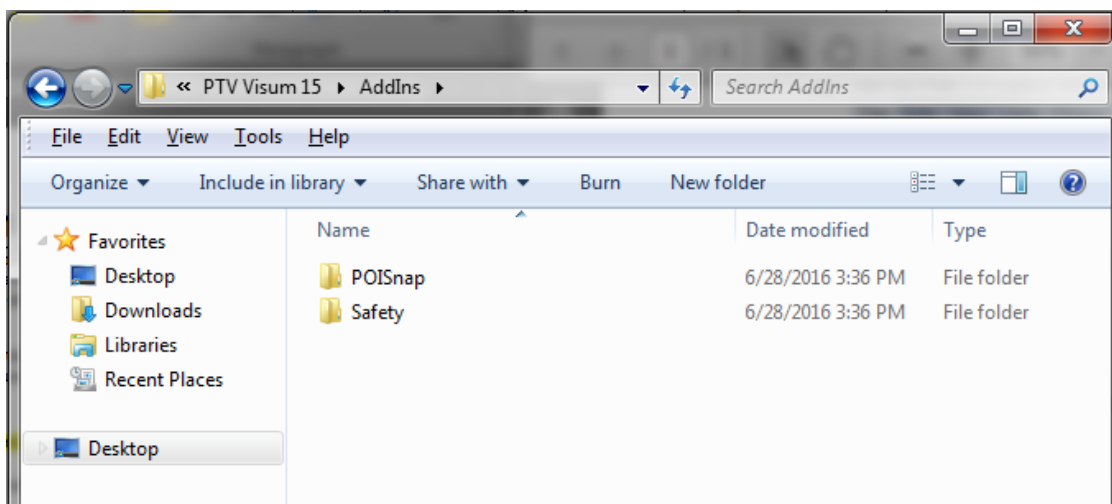 « PTV Visum 15 ▸ AddIns ▸ Search AddIns
File Edit View Tools Help
Organize Include in library Share with Burn New folder
Favorites
Desktop
Downloads
Libraries
Recent Places
Desktop
Name Date modified Type
POISnap 6/28/2016 3:36 PM File folder
Safety 6/28/2016 3:36 PM File folder